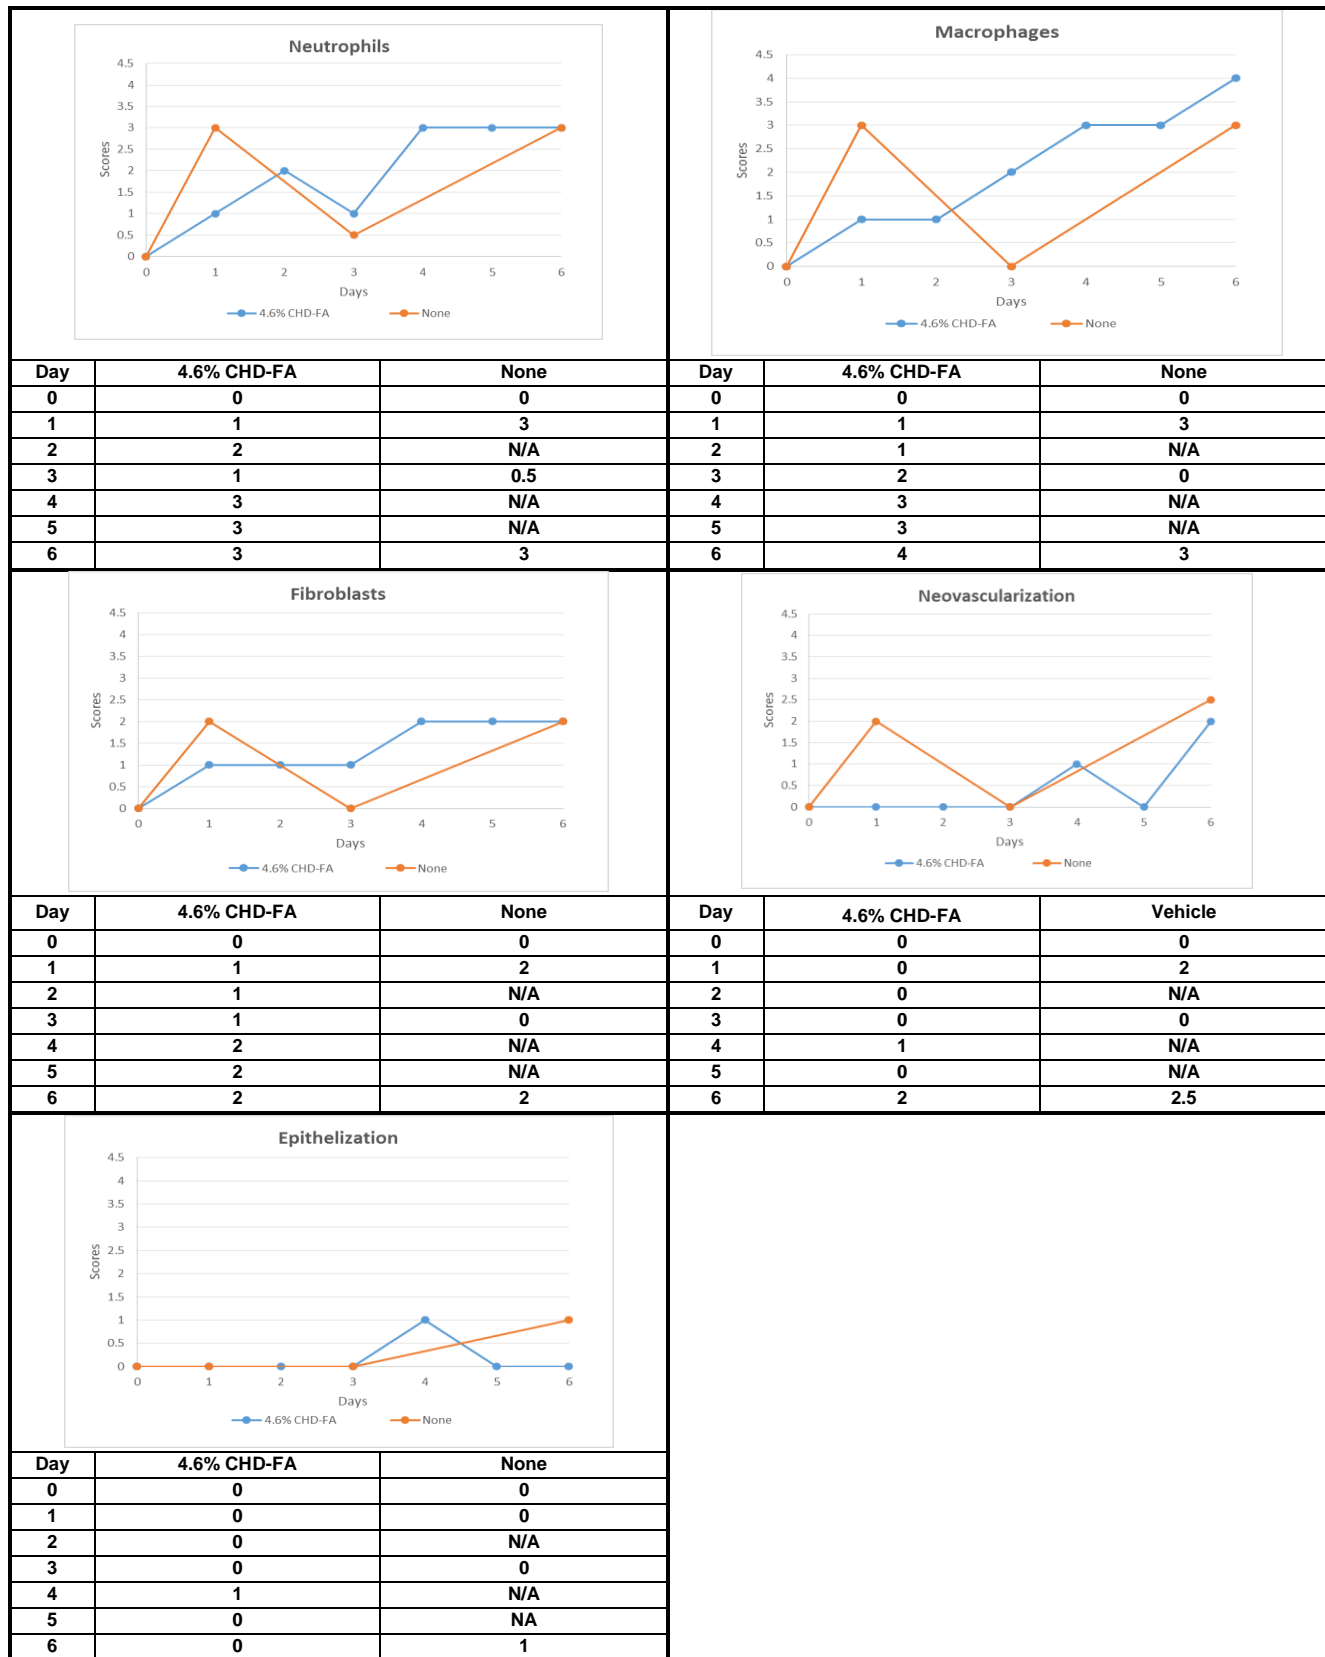 Neutrophils
4.5
4
3.5
3
2.5
2
1.5
1
0.5
0
Scores
0 1 2 3 4 5 6
Days
4.6% CHD-FA None
Day 4.6% CHD-FA None
0 0 0
1 1 3
2 2 N/A
3 1 0.5
4 3 N/A
5 3 N/A
6 3 3
Macrophages
4.5
4
3.5
3
2.5
2
1.5
1
0.5
0
Scores
0 1 2 3 4 5 6
Days
4.6% CHD-FA None
Day 4.6% CHD-FA None
0 0 0
1 1 3
2 1 N/A
3 2 0
4 3 N/A
5 3 N/A
6 4 3
Fibroblasts
4.5
4
3.5
3
2.5
2
1.5
1
0.5
0
Scores
0 1 2 3 4 5 6
Days
4.6% CHD-FA None
Day 4.6% CHD-FA None
0 0 0
1 1 2
2 1 N/A
3 1 0
4 2 N/A
5 2 N/A
6 2 2
Neovascularization
4.5
4
3.5
3
2.5
2
1.5
1
0.5
0
Scores
0 1 2 3 4 5 6
Days
4.6% CHD-FA None
Day 4.6% CHD-FA Vehicle
0 0 0
1 0 2
2 0 N/A
3 0 0
4 1 N/A
5 0 N/A
6 2 2.5
Epithelization
4.5
4
3.5
3
2.5
2
1.5
1
0.5
0
Scores
0 1 2 3 4 5 6
Days
4.6% CHD-FA None
Day 4.6% CHD-FA None
0 0 0
1 0 0
2 0 N/A
3 0 0
4 1 N/A
5 0 NA
6 0 1